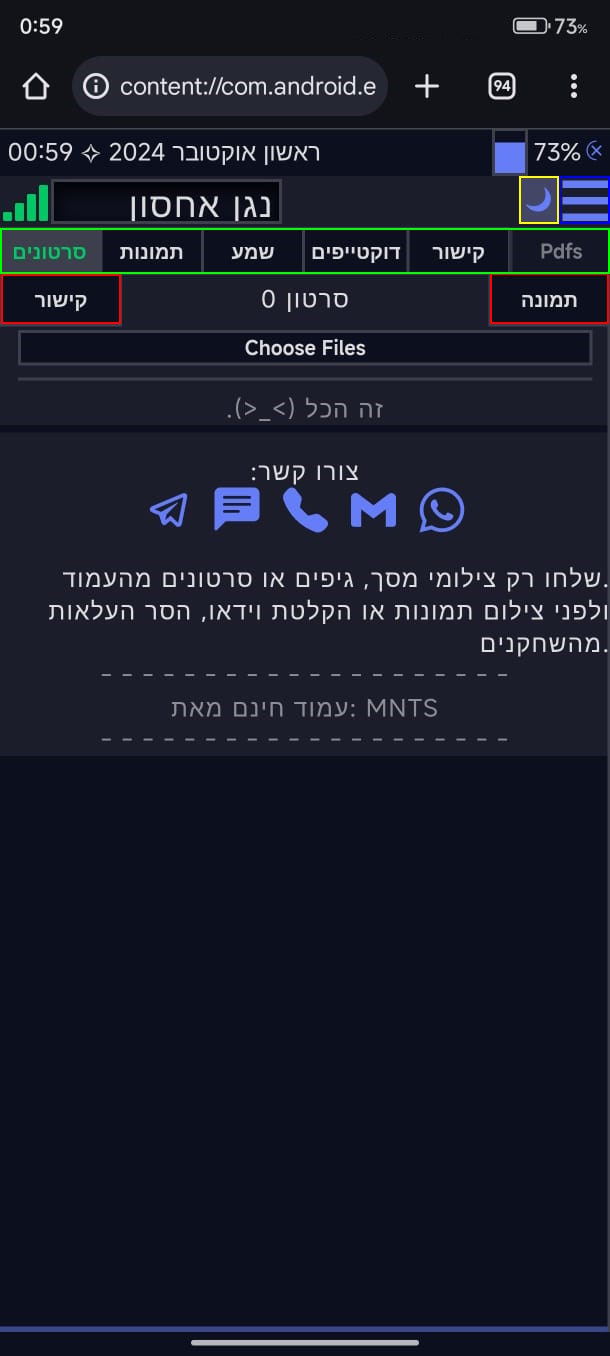 0:59 73%
content://com.android.e 94
00:59 ✧ ראשון אוקטובר 2024 73%
נגן אחסון
סרטונים תמונות שמע דוקטייפים קישור Pdfs
קישור סרטון 0 תמונה
Choose Files
זה הכל (>_<).
צורו קשר:
.שלחו רק צילומי מסך, גיפים או סרטונים מהעמוד
ולפני צילום תמונות או הקלטת וידאו, הסר העלאות
.מהשחקנים
עמוד חינם מאת: MNTS